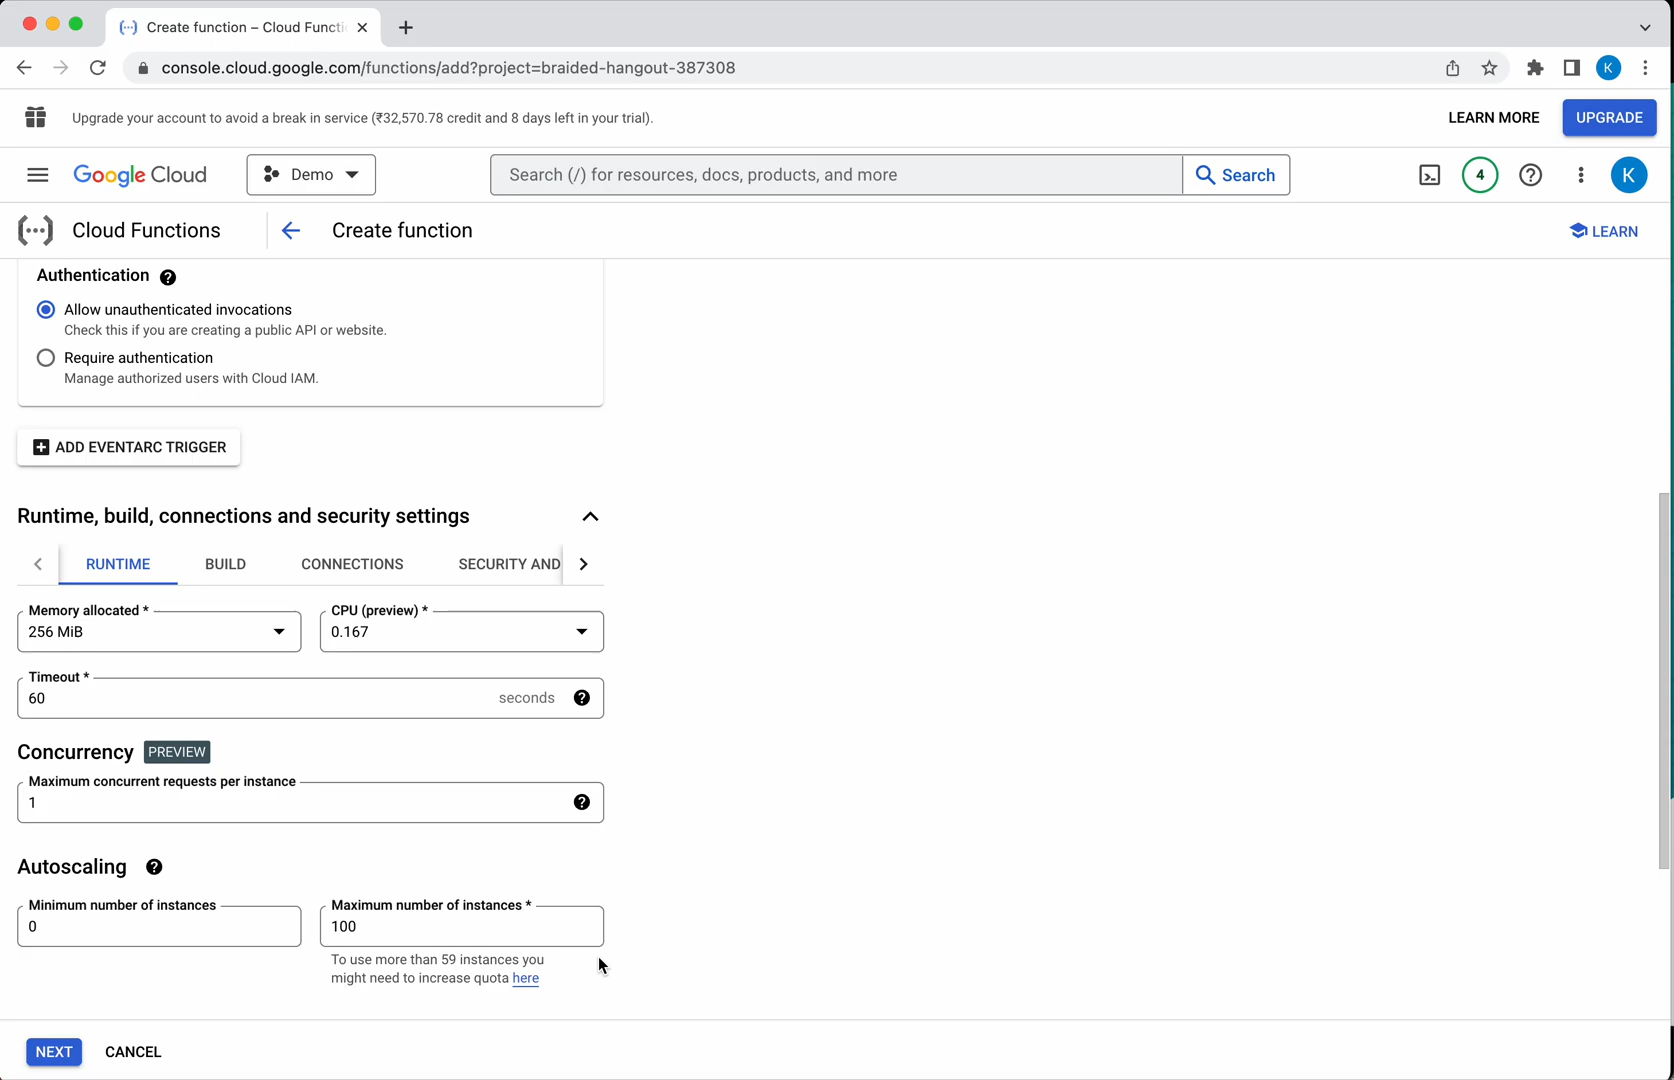 Create function – Cloud Functi
console.cloud.google.com/functions/add?project=braided-hangout-387308
K
Upgrade your account to avoid a break in service (₹32,570.78 credit and 8 days left in your trial).
LEARN MORE
UPGRADE
Google Cloud
Demo
Search (/) for resources, docs, products, and more
Search
4
K
Cloud Functions
Create function
LEARN
Authentication
Allow unauthenticated invocations
Check this if you are creating a public API or website.
Require authentication
Manage authorized users with Cloud IAM.
ADD EVENTARC TRIGGER
Runtime, build, connections and security settings
RUNTIME
BUILD
CONNECTIONS
SECURITY AND
Memory allocated *
256 MiB
CPU (preview) *
0.167
Timeout *
60
seconds
Concurrency
PREVIEW
Maximum concurrent requests per instance
1
Autoscaling
Minimum number of instances
0
Maximum number of instances *
100
To use more than 59 instances you
might need to increase quota here
NEXT
CANCEL